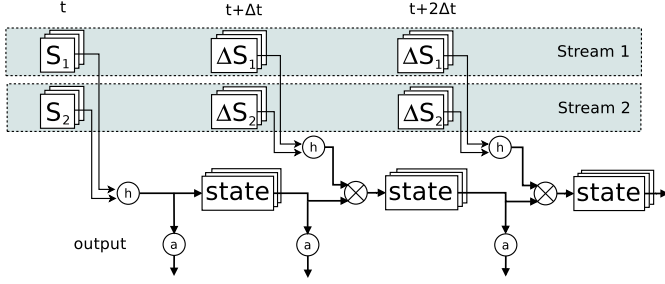 t t+Δt t+2Δt
S1 ΔS1 ΔS1 Stream 1
S2 ΔS2 ΔS2 Stream 2
h h
h state state state
output a a a